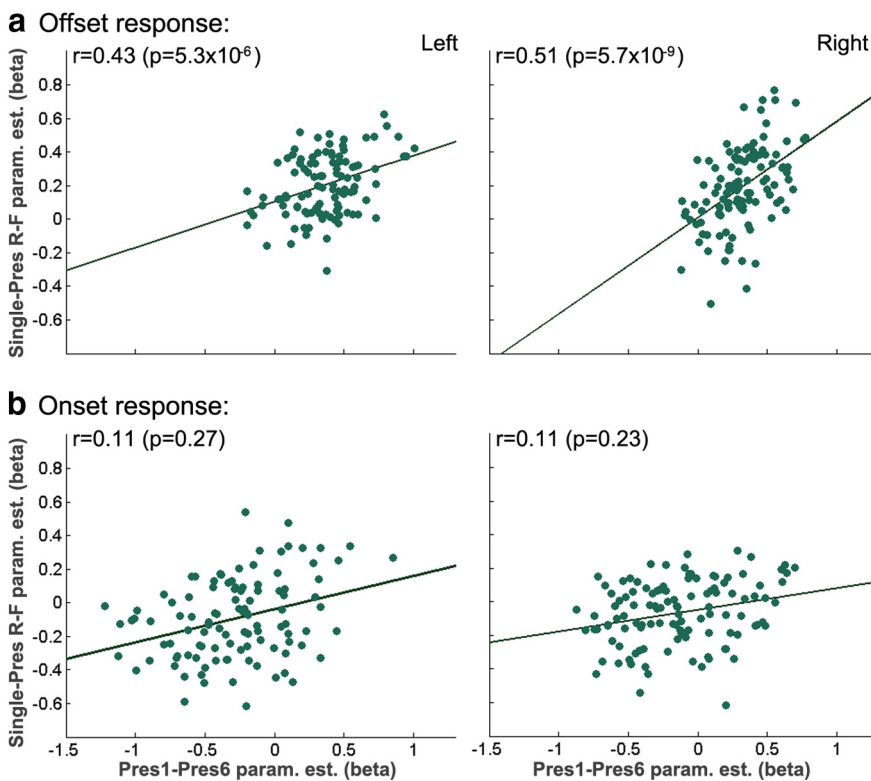 a Offset response:
r=0.43 (p=5.3x10-6)
Left
r=0.51 (p=5.7x10-9)
Right
Single-Pres R-F param. est. (beta)
0.8
0.6
0.4
0.2
0
-0.2
-0.4
-0.6
b Onset response:
r=0.11 (p=0.27)
r=0.11 (p=0.23)
Single-Pres R-F param. est. (beta)
0.8
0.6
0.4
0.2
0
-0.2
-0.4
-0.6
-1.5 -1 -0.5 0 0.5 1
-1.5 -1 -0.5 0 0.5 1
Pres1-Pres6 param. est. (beta)
Pres1-Pres6 param. est. (beta)